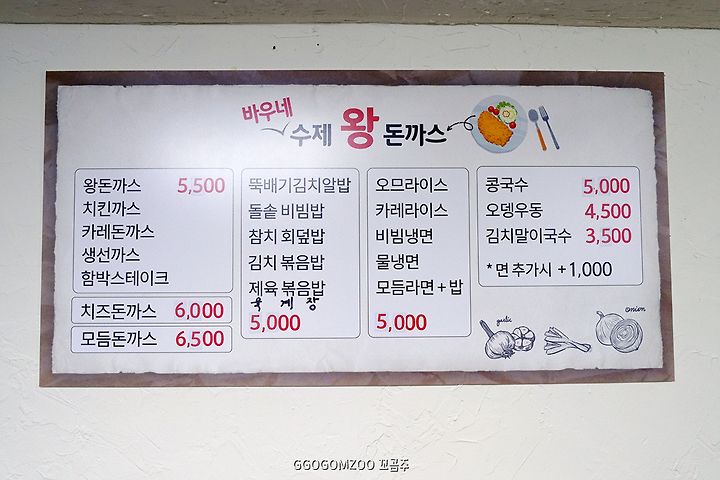 바우네
수제 왕 돈까스
왕돈까스 5,500
치킨까스
카레돈까스
생선까스
함박스테이크
치즈돈까스 6,000
모듬돈까스 6,500
뚝배기김치알밥
돌솥 비빔밥
참치 회덮밥
김치 볶음밥
제육 볶음밥
육 계 장
5,000
오므라이스
카레라이스
비빔냉면
물냉면
모듬라면 + 밥
5,000
콩국수 5,000
오뎅우동 4,500
김치말이국수 3,500
* 면 추가시 +1,000
garlic
onion
GGOGOMZOO 꼬곰주